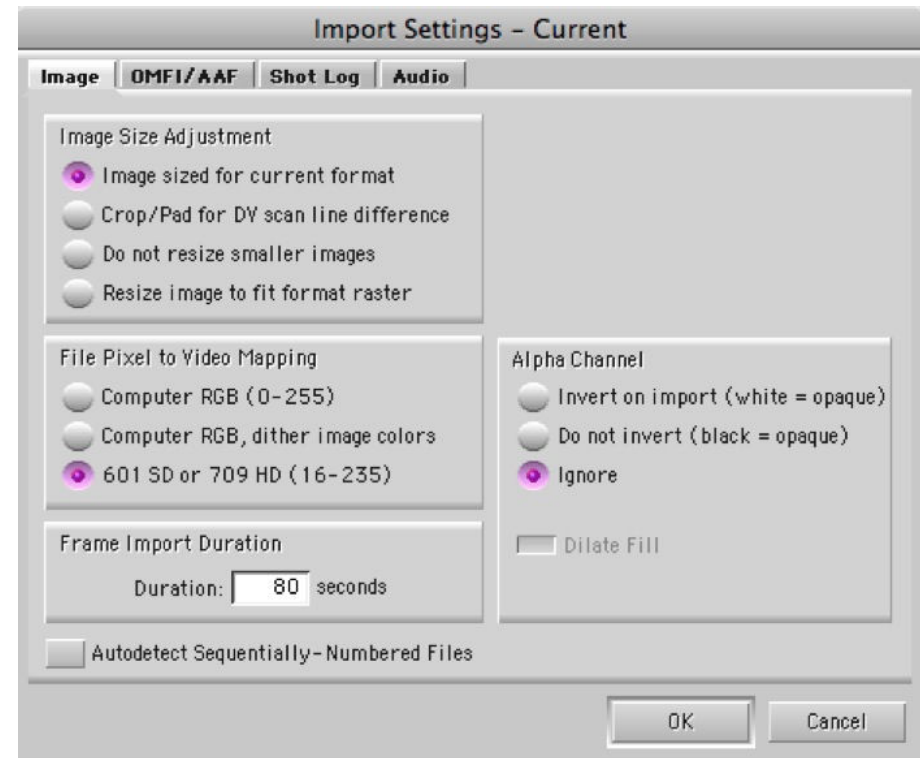 Import Settings – Current
Image OMFI/AAF Shot Log Audio
Image Size Adjustment
Image sized for current format
Crop/Pad for DV scan line difference
Do not resize smaller images
Resize image to fit format raster
File Pixel to Video Mapping
Computer RGB (0-255)
Computer RGB, dither image colors
601 SD or 709 HD (16-235)
Alpha Channel
Invert on import (white = opaque)
Do not invert (black = opaque)
Ignore
Dilate Fill
Frame Import Duration
Duration: 80 seconds
Autodetect Sequentially-Numbered Files
OK Cancel